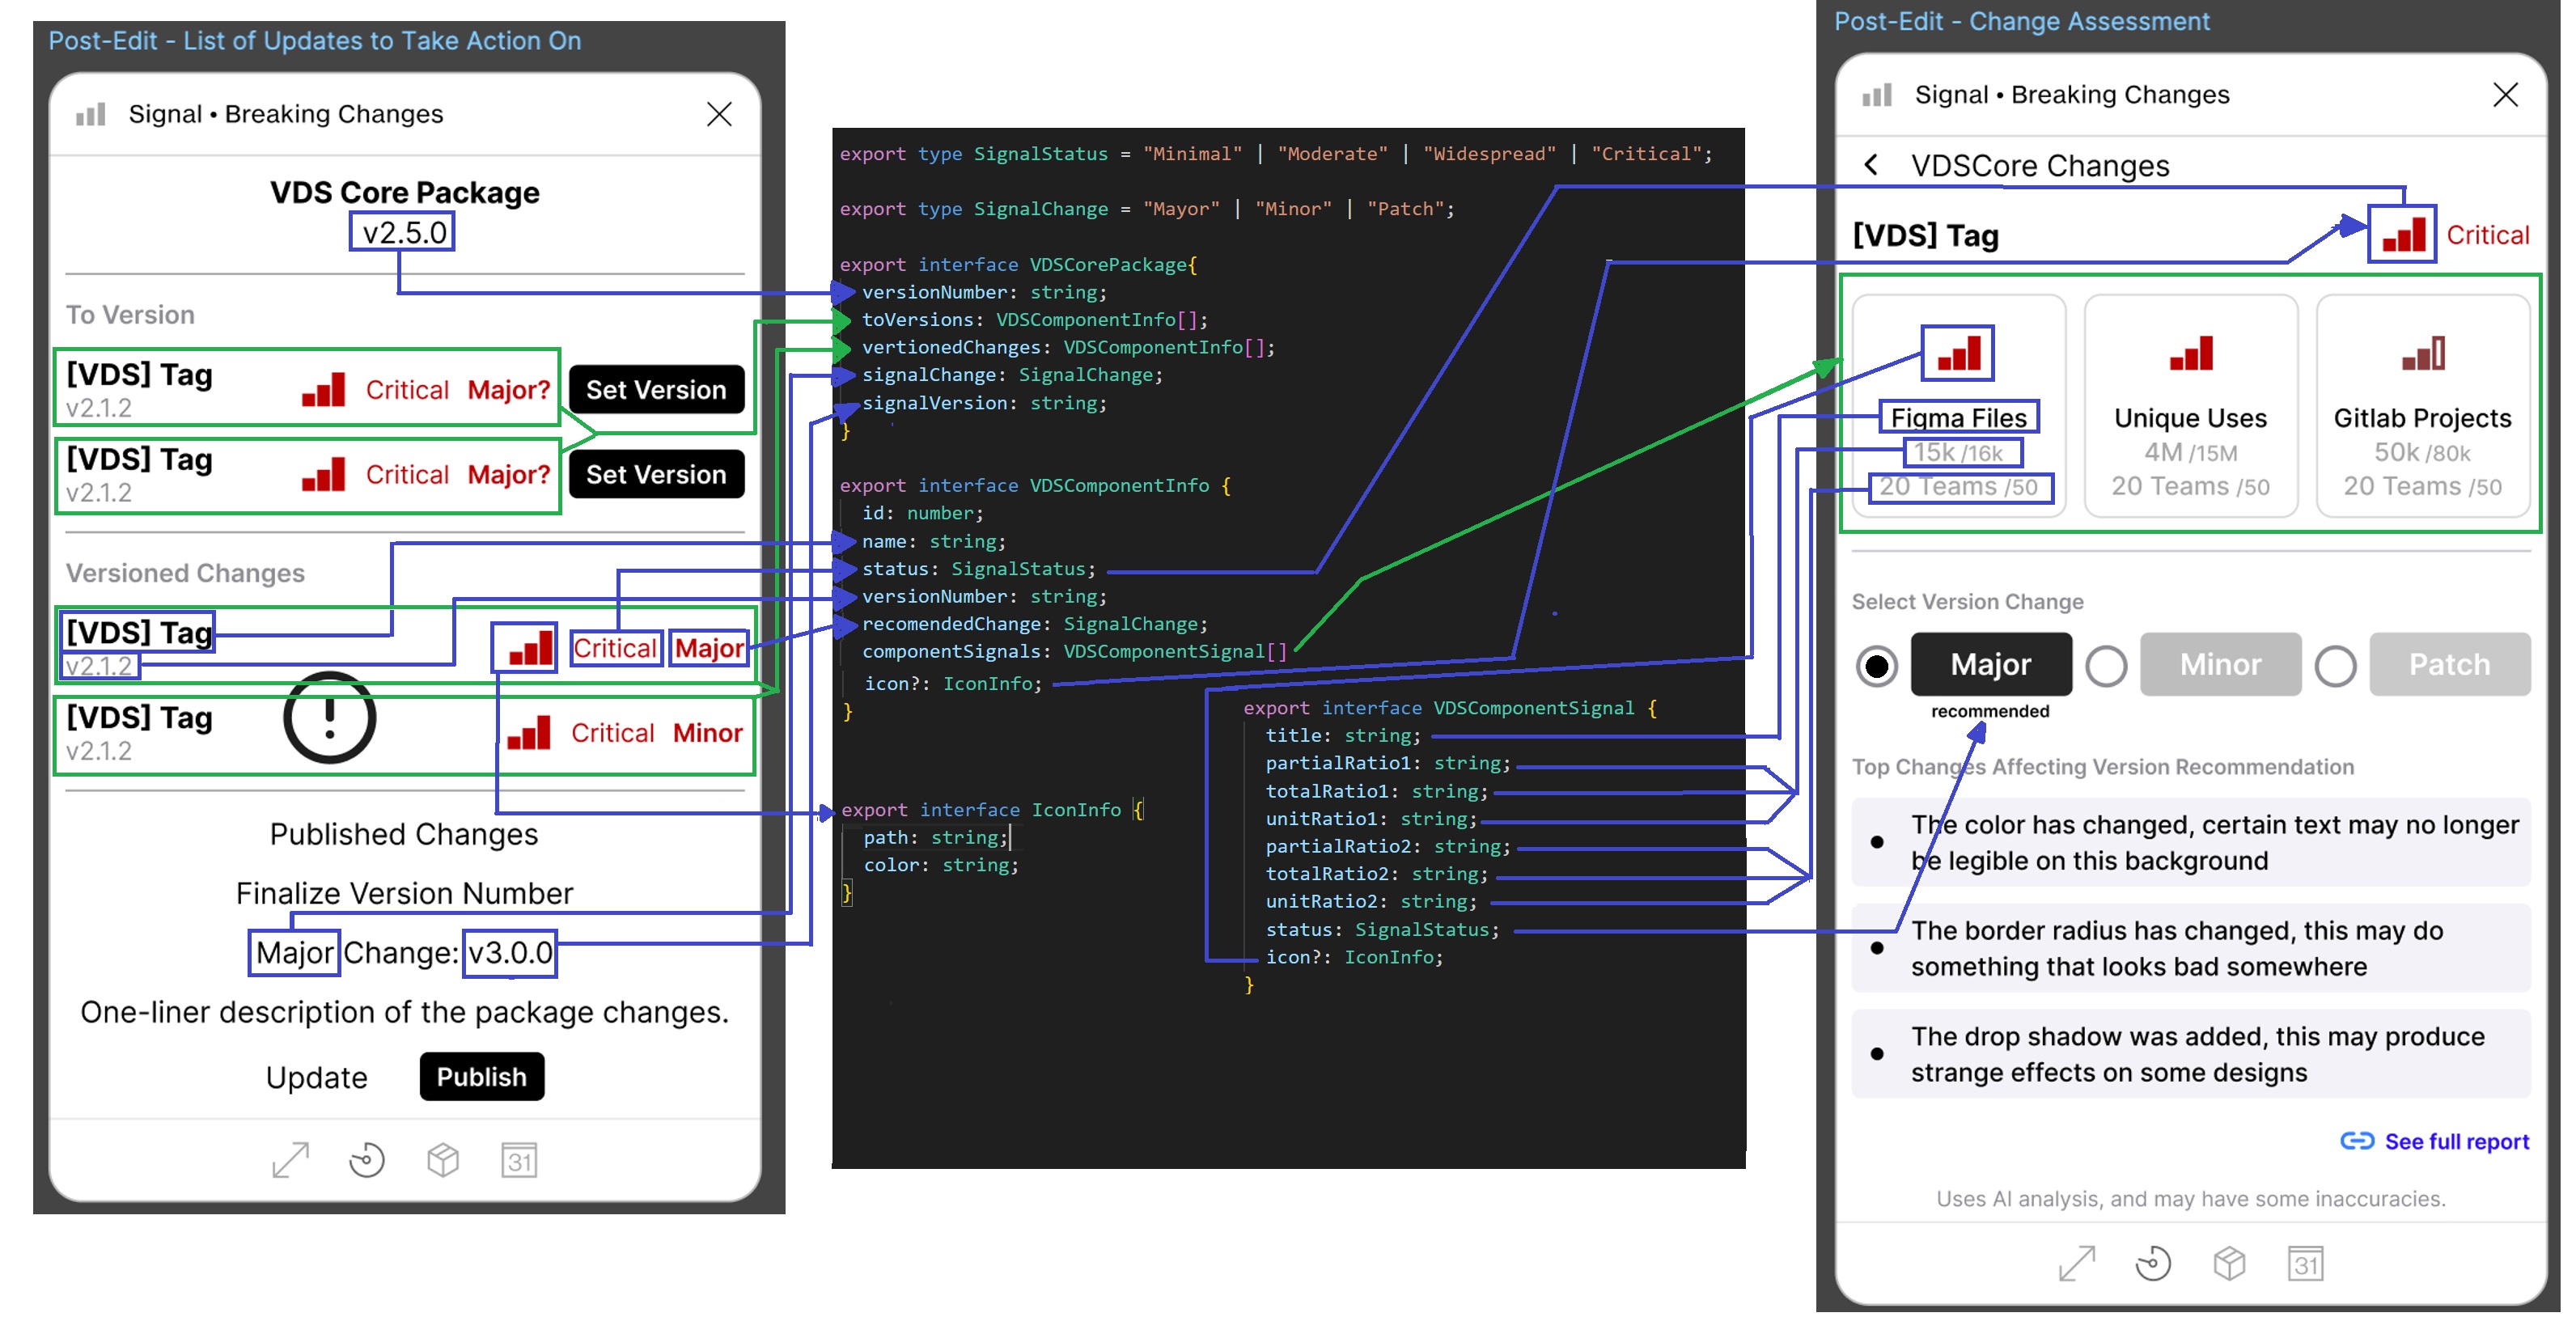 Post-Edit - List of Updates to Take Action On
Signal • Breaking Changes
VDS Core Package
v2.5.0
To Version
[VDS] Tag
v2.1.2
Critical Major?
Set Version
[VDS] Tag
v2.1.2
Critical Major?
Set Version
Versioned Changes
[VDS] Tag
v2.1.2
Critical Major
[VDS] Tag
v2.1.2
Critical Minor
Published Changes
Finalize Version Number
Major Change: v3.0.0
One-liner description of the package changes.
Update Publish
31
export type SignalStatus = "Minimal" | "Moderate" | "Widespread" | "Critical";
export type SignalChange = "Mayor" | "Minor" | "Patch";
export interface VDSCorePackage{
versionNumber: string;
toVersions: VDSComponentInfo[];
vertionedChanges: VDSComponentInfo[];
signalChange: SignalChange;
signalVersion: string;
}
export interface VDSComponentInfo {
id: number;
name: string;
status: SignalStatus;
versionNumber: string;
recomendedChange: SignalChange;
componentSignals: VDSComponentSignal[]
icon?: IconInfo;
}
export interface IconInfo {
path: string;
color: string;
}
export interface VDSComponentSignal {
title: string;
partialRatio1: string;
totalRatio1: string;
unitRatio1: string;
partialRatio2: string;
totalRatio2: string;
unitRatio2: string;
status: SignalStatus;
icon?: IconInfo;
}
Post-Edit - Change Assessment
Signal • Breaking Changes
VDSCore Changes
[VDS] Tag
Critical
Figma Files
15k /16k
20 Teams /50
Unique Uses
4M /15M
20 Teams /50
Gitlab Projects
50k /80k
20 Teams /50
Select Version Change
Major Minor Patch
recommended
Top Changes Affecting Version Recommendation
• The color has changed, certain text may no longer
be legible on this background
• The border radius has changed, this may do
something that looks bad somewhere
• The drop shadow was added, this may produce
strange effects on some designs
See full report
Uses AI analysis, and may have some inaccuracies.
31